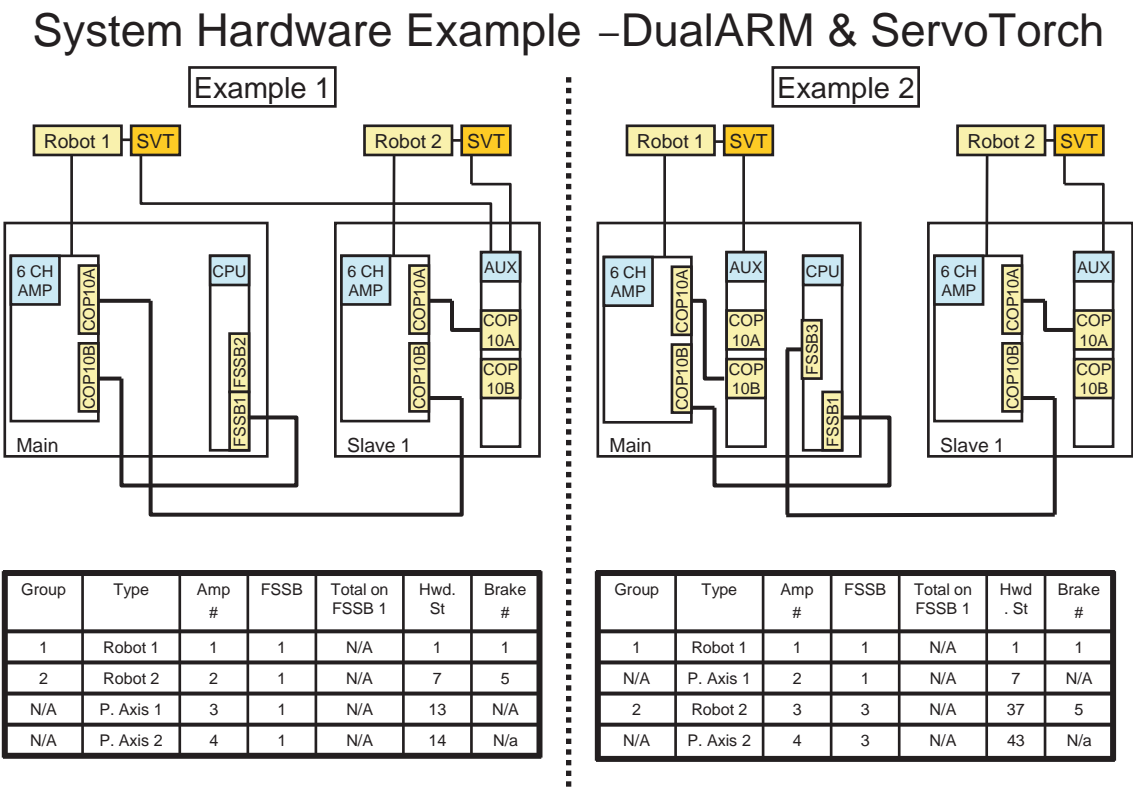 System Hardware Example –DualARM & ServoTorch
Example 1
Robot 1
SVT
Robot 2
SVT
6 CH
AMP
COP10A
COP10B
CPU
FSSB2
FSSB1
Main
6 CH
AMP
COP10A
COP10B
AUX
COP
10A
COP
10B
Slave 1
Group Type Amp # FSSB Total on FSSB 1 Hwd. St Brake #
1 Robot 1 1 1 N/A 1 1
2 Robot 2 2 1 N/A 7 5
N/A P. Axis 1 3 1 N/A 13 N/A
N/A P. Axis 2 4 1 N/A 14 N/a
Example 2
Robot 1
SVT
Robot 2
SVT
6 CH
AMP
COP10A
COP10B
AUX
COP
10A
COP
10B
CPU
FSSB3
FSSB1
Main
6 CH
AMP
COP10A
COP10B
AUX
COP
10A
COP
10B
Slave 1
Group Type Amp # FSSB Total on FSSB 1 Hwd . St Brake #
1 Robot 1 1 1 N/A 1 1
N/A P. Axis 1 2 1 N/A 7 N/A
2 Robot 2 3 3 N/A 37 5
N/A P. Axis 2 4 3 N/A 43 N/a